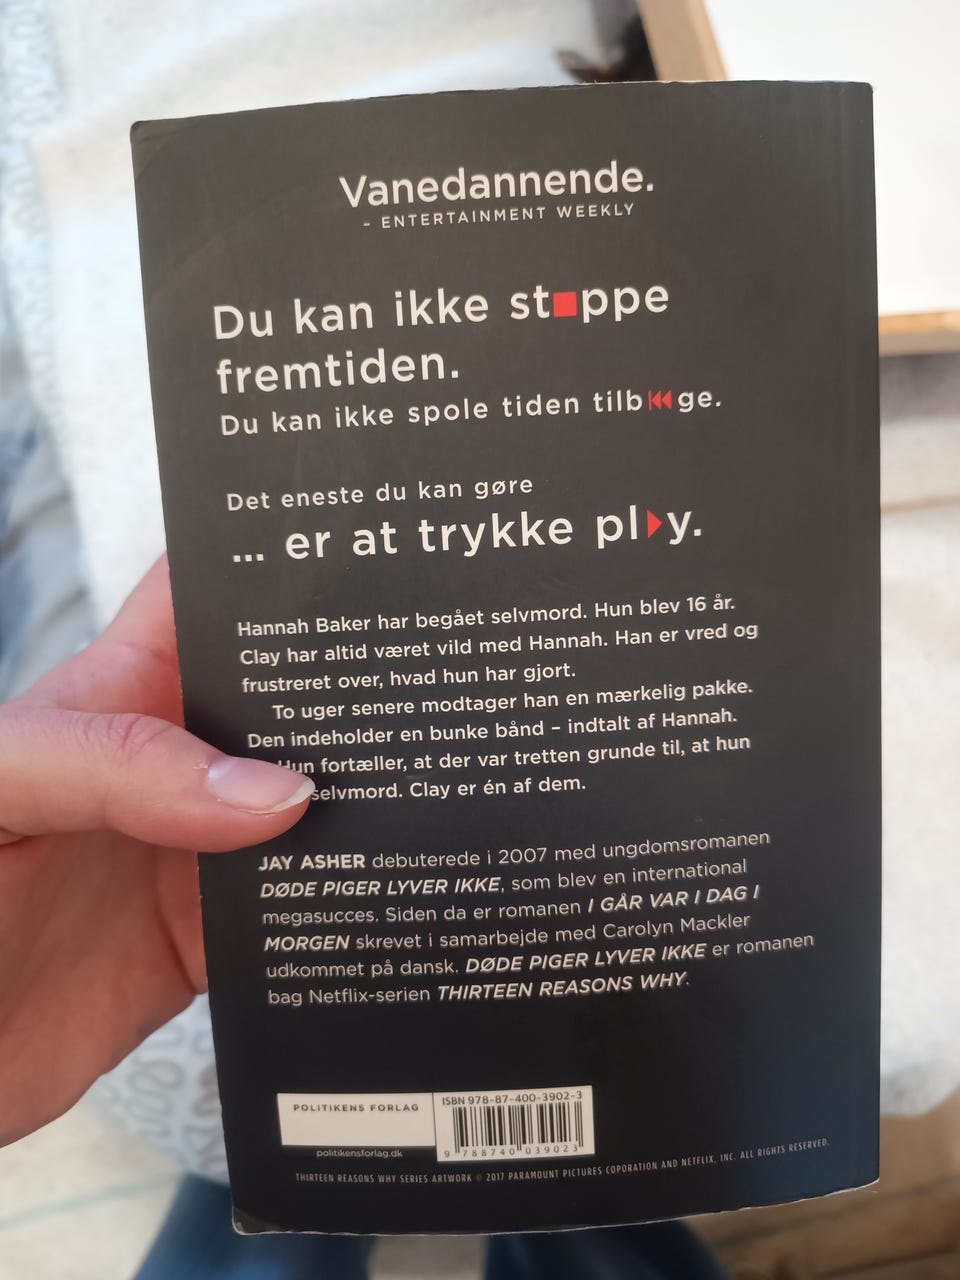 Vanedannende.
- ENTERTAINMENT WEEKLY
Du kan ikke st■ppe
fremtiden.
Du kan ikke spole tiden tilb⏮ge.
Det eneste du kan gøre
... er at trykke pl▶y.
Hannah Baker har begået selvmord. Hun blev 16 år.
Clay har altid været vild med Hannah. Han er vred og
frustreret over, hvad hun har gjort.
To uger senere modtager han en mærkelig pakke.
Den indeholder en bunke bånd – indtalt af Hannah.
Hun fortæller, at der var tretten grunde til, at hun
selvmord. Clay er én af dem.
JAY ASHER debuterede i 2007 med ungdomsromanen
DØDE PIGER LYVER IKKE, som blev en international
megasucces. Siden da er romanen I GÅR VAR I DAG I
MORGEN skrevet i samarbejde med Carolyn Mackler
udkommet på dansk. DØDE PIGER LYVER IKKE er romanen
bag Netflix-serien THIRTEEN REASONS WHY.
POLITIKENS FORLAG
politikensforlag.dk
ISBN 978-87-400-3902-3
9 788740 039023
THIRTEEN REASONS WHY SERIES ARTWORK © 2017 PARAMOUNT PICTURES COPORATION AND NETFLIX, INC. ALL RIGHTS RESERVED.